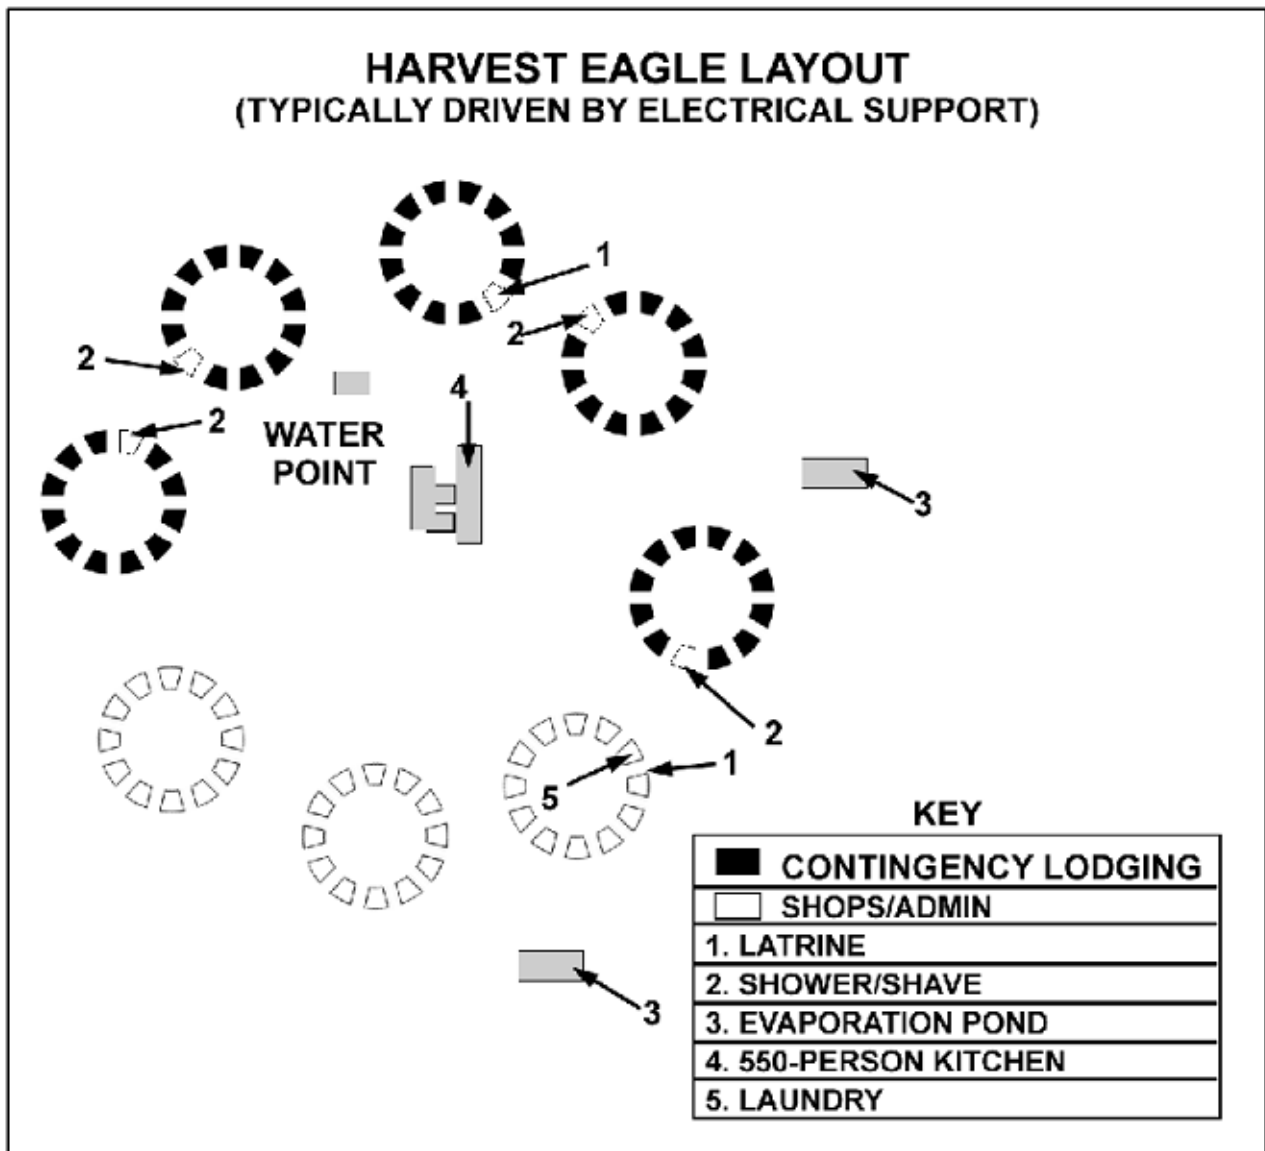 HARVEST EAGLE LAYOUT
(TYPICALLY DRIVEN BY ELECTRICAL SUPPORT)
1
2
2
4
2
WATER
POINT
3
2
1
5
3
KEY
CONTINGENCY LODGING
SHOPS/ADMIN
1. LATRINE
2. SHOWER/SHAVE
3. EVAPORATION POND
4. 550-PERSON KITCHEN
5. LAUNDRY